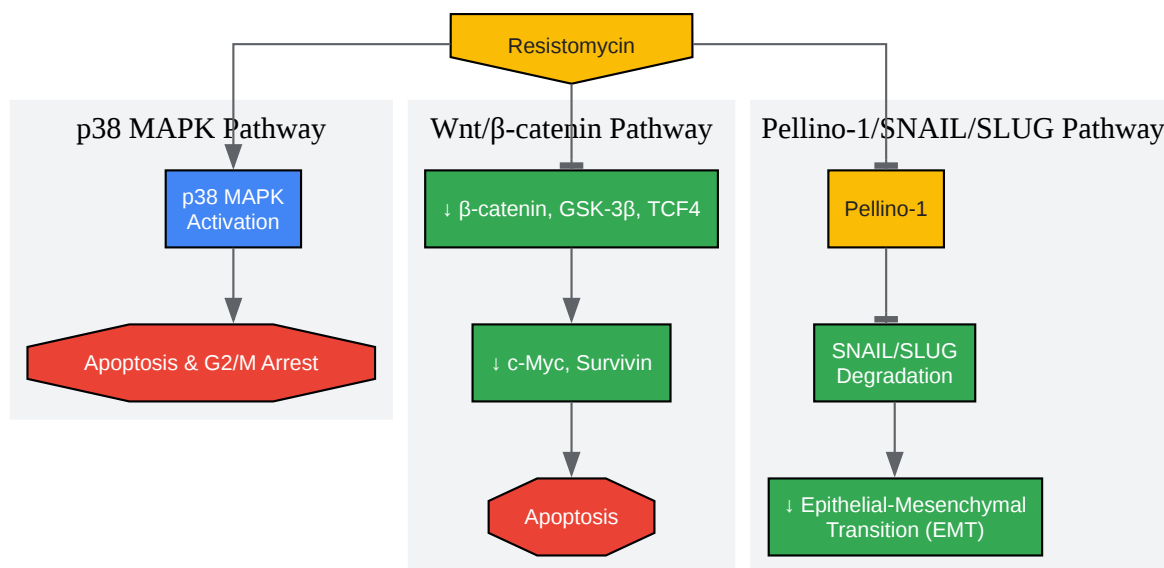 Resistomycin
p38 MAPK Pathway
p38 MAPK
Activation
Apoptosis & G2/M Arrest
Wnt/β-catenin Pathway
↓ β-catenin, GSK-3β, TCF4
↓ c-Myc, Survivin
Apoptosis
Pellino-1/SNAIL/SLUG Pathway
Pellino-1
SNAIL/SLUG
Degradation
↓ Epithelial-Mesenchymal
Transition (EMT)